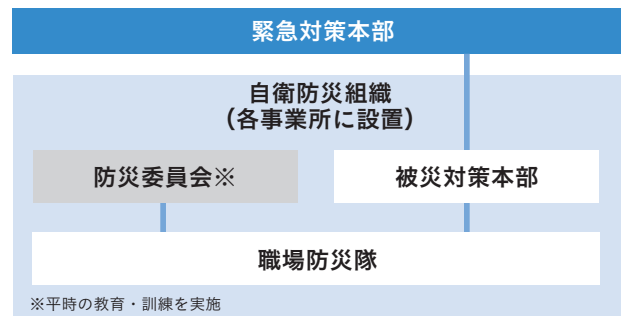 緊急対策本部
自衛防災組織
(各事業所に設置)
防災委員会※
被災対策本部
職場防災隊
※平時の教育・訓練を実施